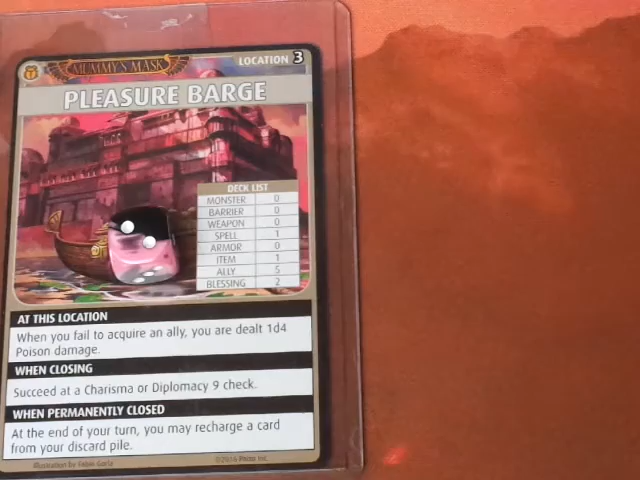 MUMMY'S MASK
LOCATION 3
PLEASURE BARGE
DECK LIST
MONSTER 0
BARRIER 0
WEAPON 0
SPELL 1
ARMOR 0
ITEM 1
ALLY 5
BLESSING 2
AT THIS LOCATION
When you fail to acquire an ally, you are dealt 1d4
Poison damage.
WHEN CLOSING
Succeed at a Charisma or Diplomacy 9 check.
WHEN PERMANENTLY CLOSED
At the end of your turn, you may recharge a card
from your discard pile.
Illustration by
©2014 Paizo Inc.